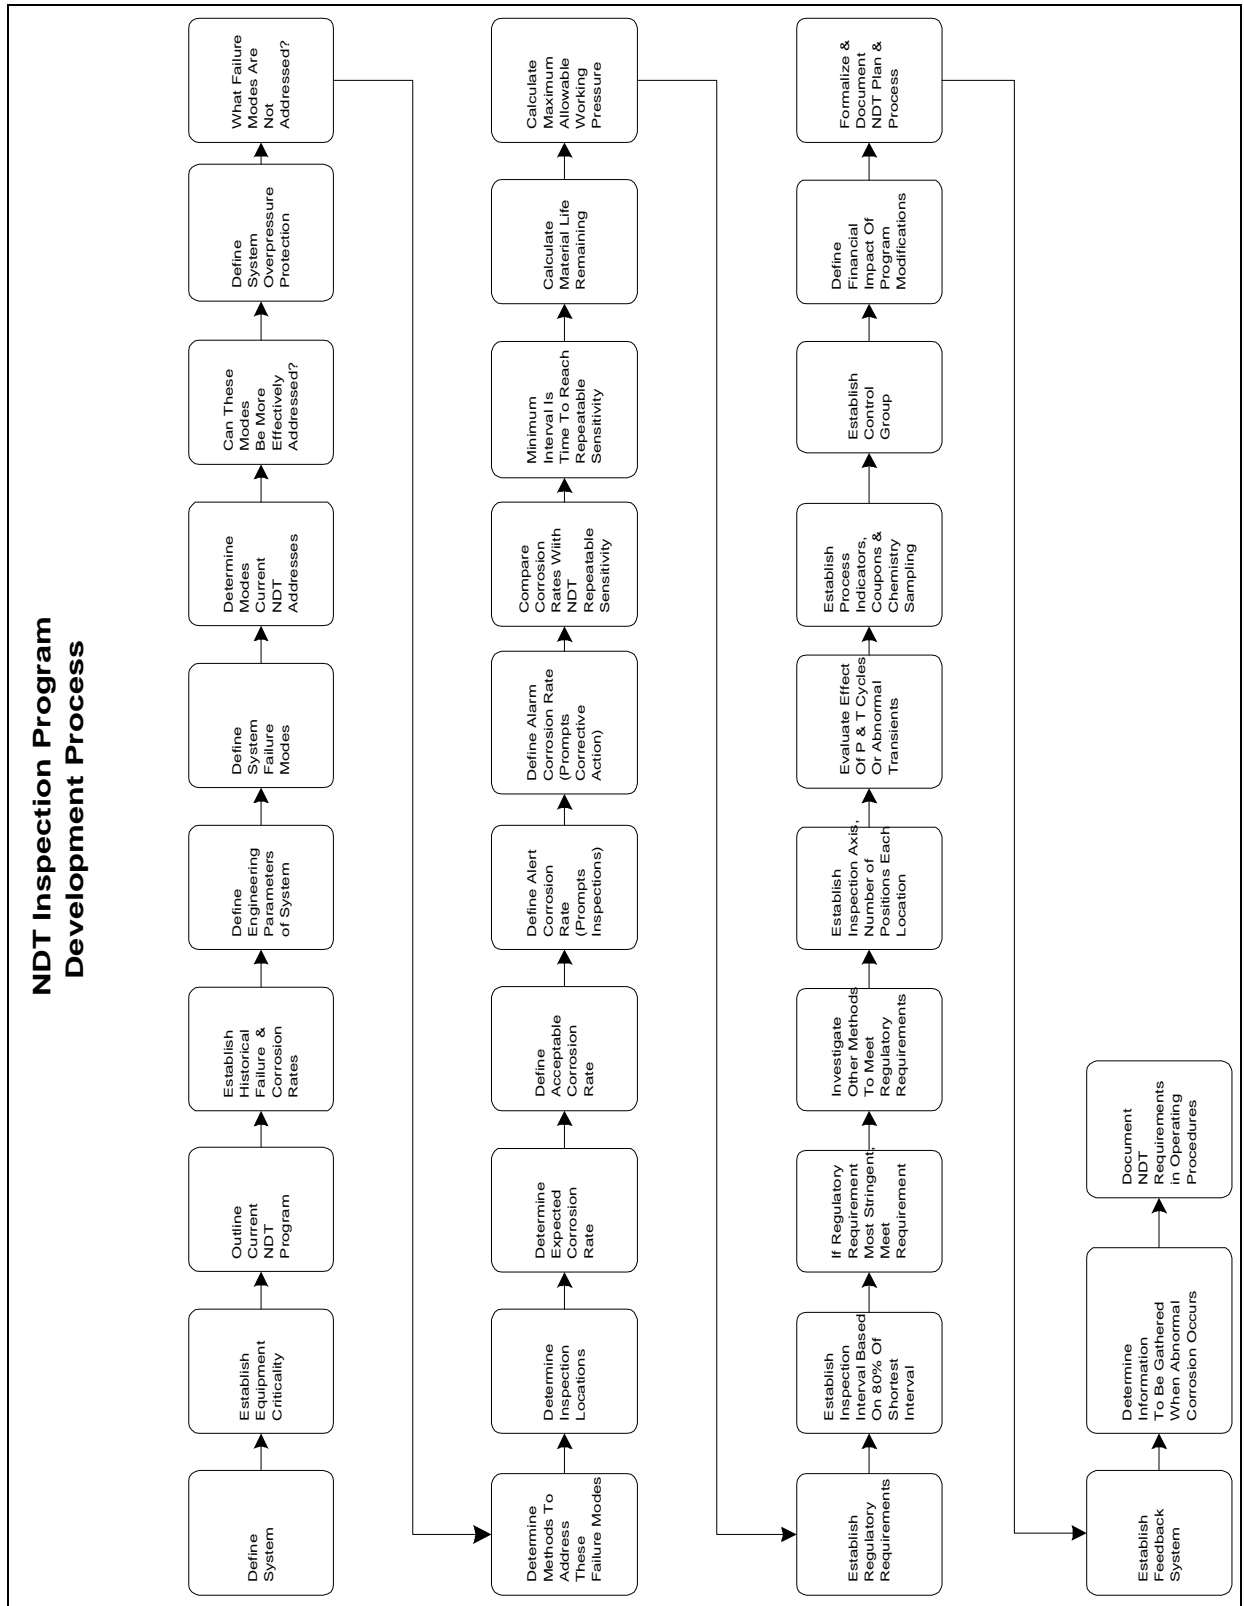 NDT Inspection Program
Development Process
Define
System
Establish
Equipment
Criticality
Outline
Current
NDT
Program
Establish
Historical
Failure &
Corrosion
Rates
Define
Engineering
Parameters
of System
Define
System
Failure
Modes
Determine
Modes
Current
NDT
Addresses
Can These
Modes
Be More
Effectively
Addressed?
Define
System
Overpressure
Protection
What Failure
Modes Are
Not
Addressed?
Determine
Methods To
Address
These
Failure Modes
Determine
Inspection
Locations
Determine
Expected
Corrosion
Rate
Define
Acceptable
Corrosion
Rate
Define Alert
Corrosion
Rate
(Prompts
Inspections)
Define Alarm
Corrosion Rate
(Prompts
Corrective
Action)
Compare
Corrosion
Rates Wiith
NDT
Repeatable
Sensitivity
Minimum
Interval Is
Time To Reach
Repeatable
Sensitivity
Calculate
Material Life
Remaining
Calculate
Maximum
Allowable
Working
Pressure
Establish
Regulatory
Requirements
Establish
Inspection
Interval Based
On 80% Of
Shortest
Interval
If Regulatory
Requirement
Most Stringent,
Meet
Requirement
Investigate
Other Methods
To Meet
Regulatory
Requirements
Establish
Inspection Axis,
Number of
Positions Each
Location
Evaluate Effect
Of P & T Cycles
Or Abnormal
Transients
Establish
Process
Indicators,
Coupons &
Chemistry
Sampling
Establish
Control
Group
Define
Financial
Impact Of
Program
Modifications
Formalize &
Document
NDT Plan &
Process
Establish
Feedback
System
Determine
Information
To Be Gathered
When Abnormal
Corrosion Occurs
Document
NDT
Requirements
in Operating
Procedures